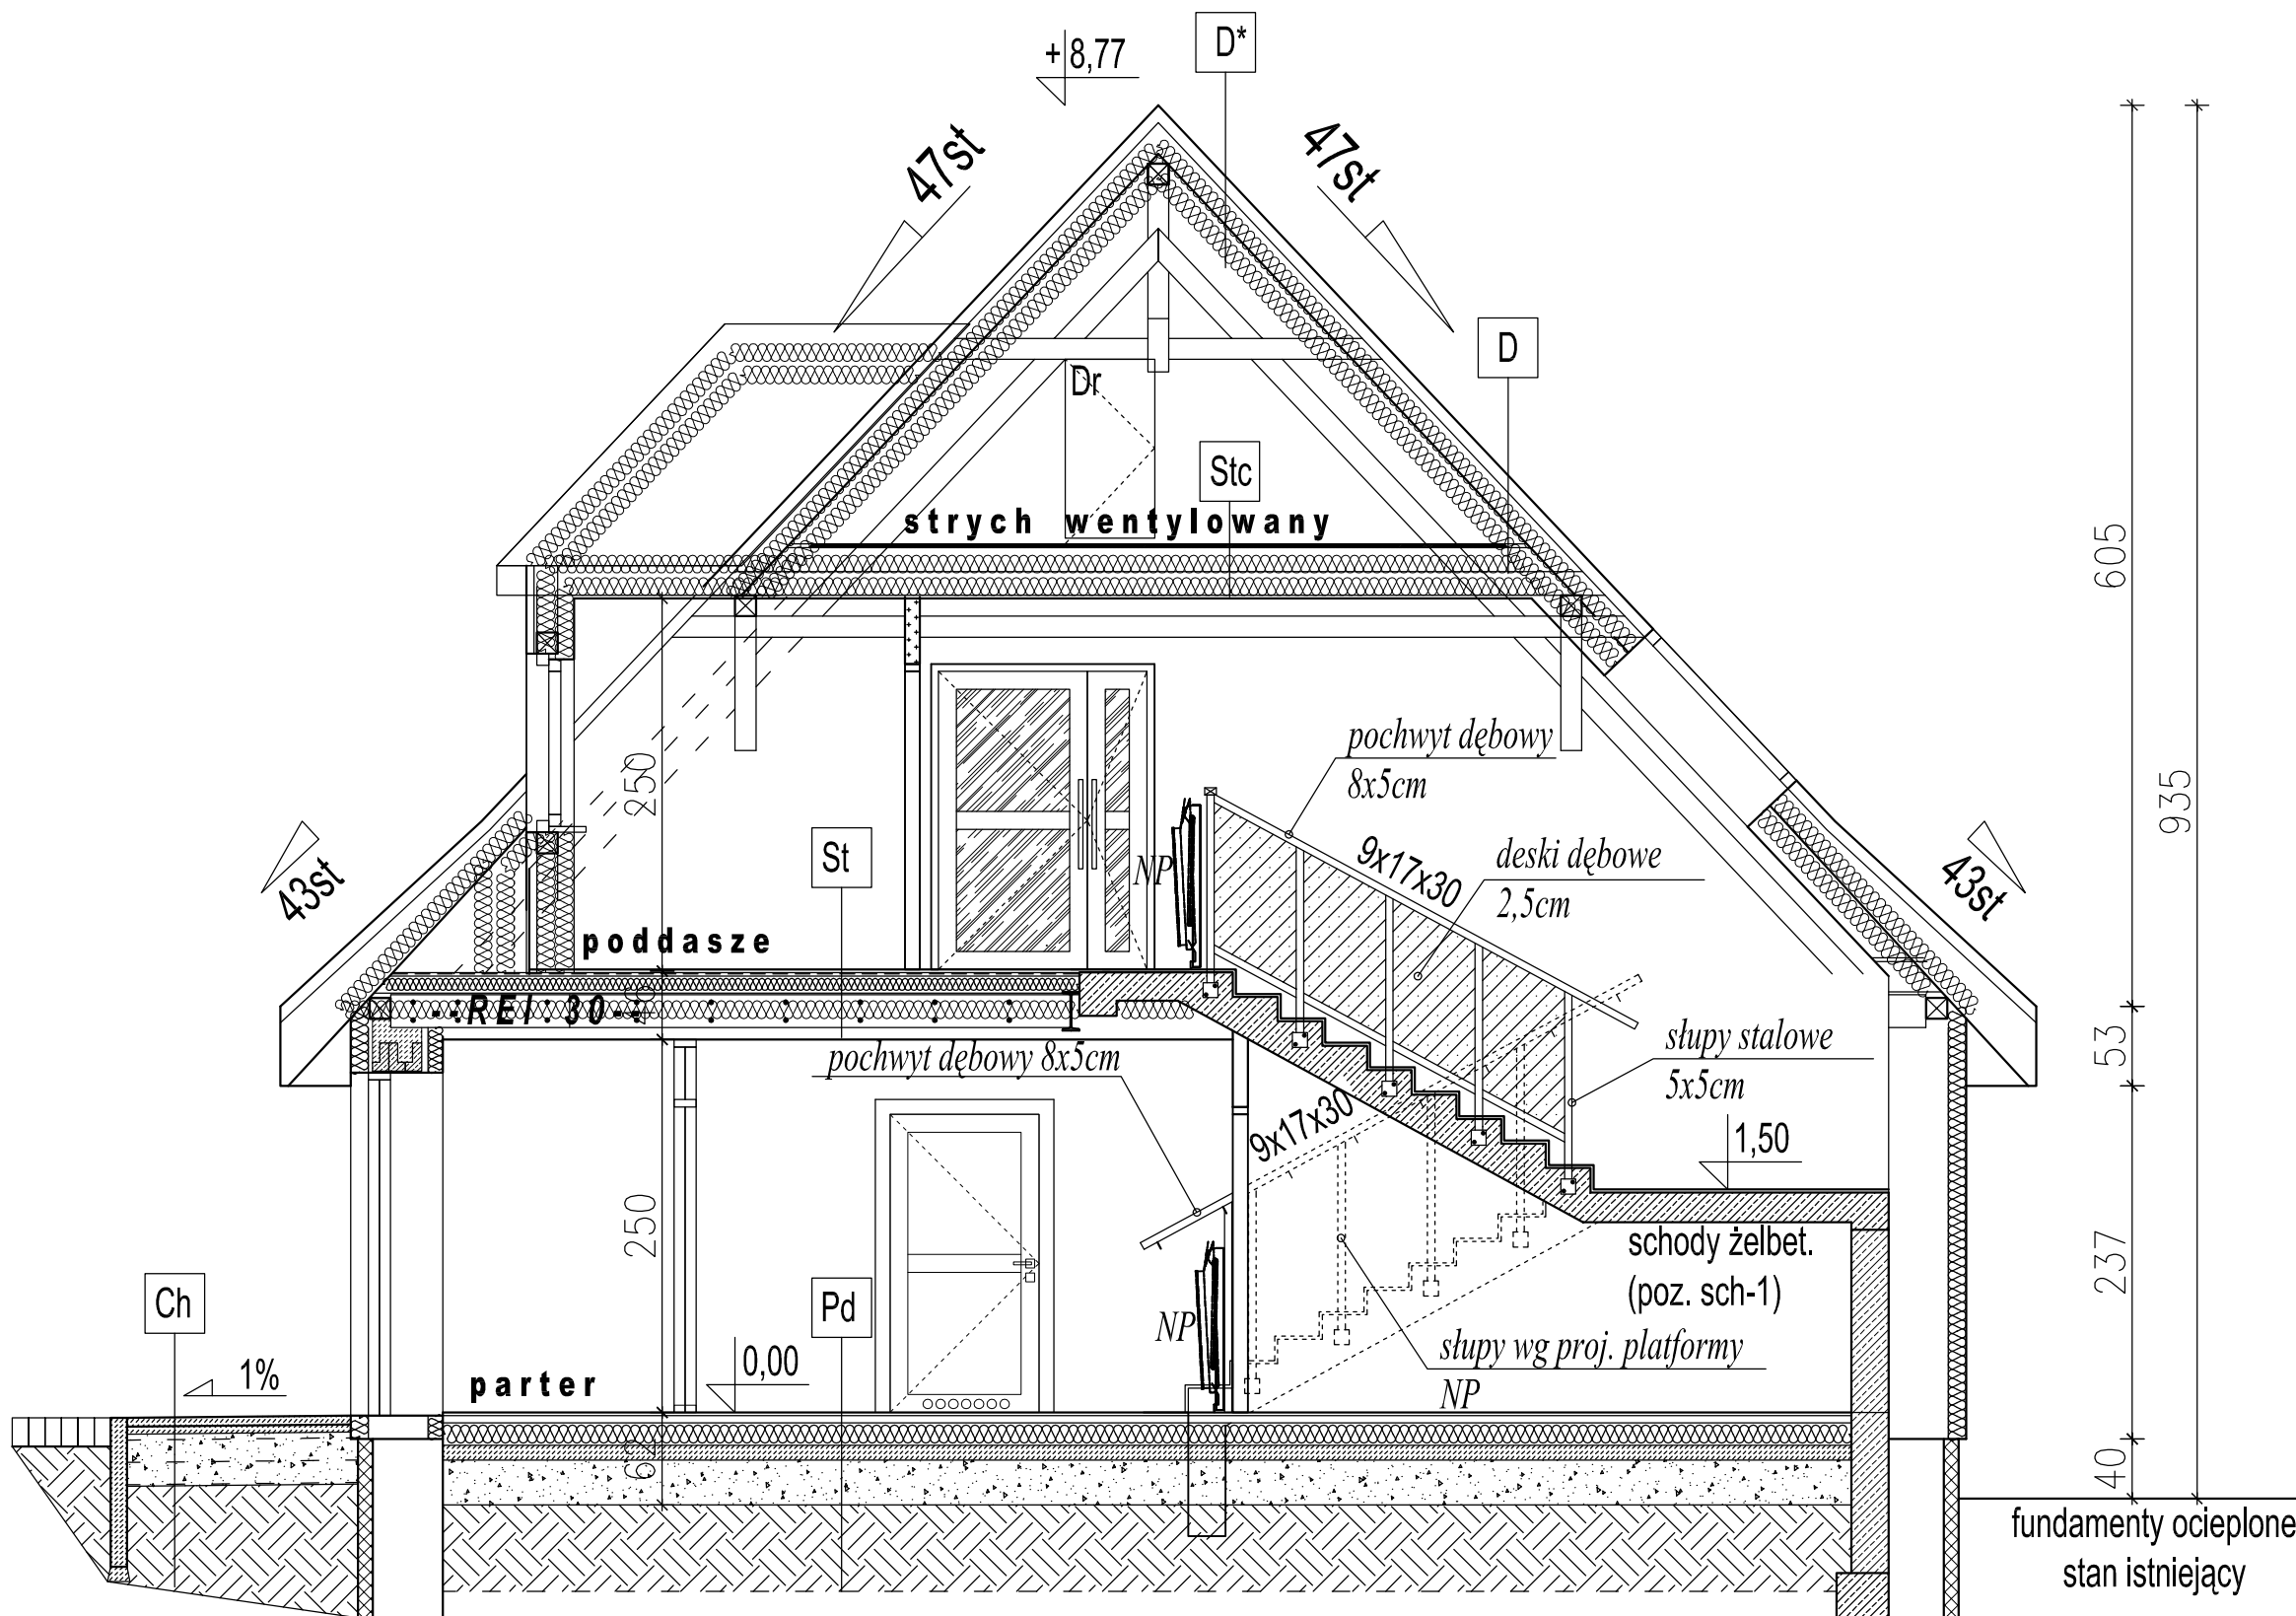 +8,77
D*
47st
47st
D
Dr
Stc
strych wentylowany
605
935
pochwyt dębowy
8x5cm
250
9x17x30
deski dębowe
2,5cm
NP
St
43st
43st
poddasze
REI 30
słupy stalowe
5x5cm
53
pochwyt dębowy 8x5cm
9x17x30
1,50
250
237
schody żelbet.
(poz. sch-1)
Ch
Pd
NP
słupy wg proj. platformy
NP
1%
0,00
parter
62
40
fundamenty ocieplone
stan istniejący